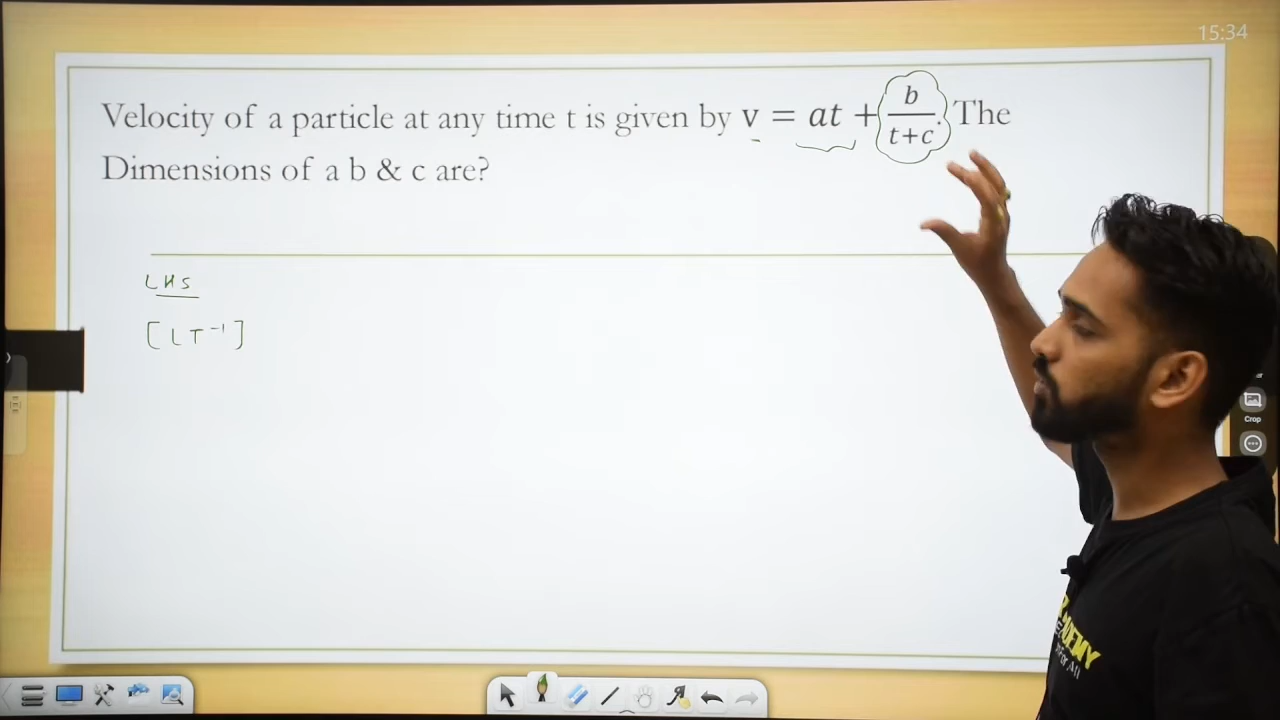 15:34
Velocity of a particle at any time t is given by v = at + b/(t+c). The
Dimensions of a b & c are?
LHS
[LT⁻¹]
Crop